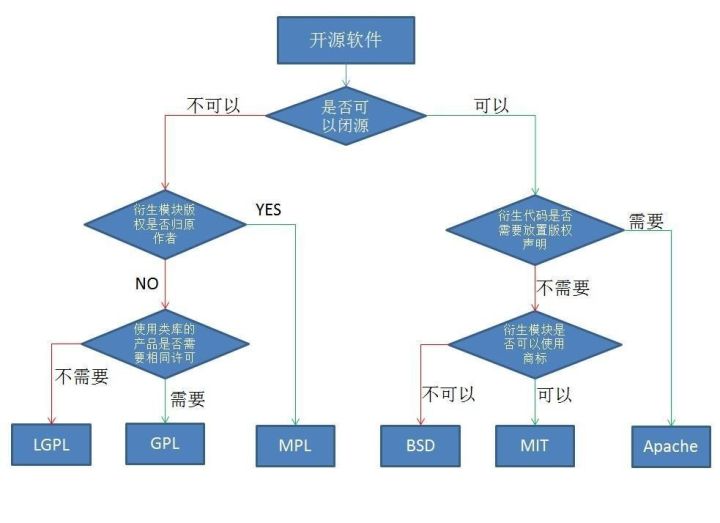 开源软件
是否可
以闭源
不可以
可以
衍生模块版
权是否归原
作者
YES
衍生代码是否
需要放置版权
声明
需要
NO
不需要
使用类库的
产品是否需
要相同许可
衍生模块是
否可以使用
商标
不需要
需要
不可以
可以
LGPL
GPL
MPL
BSD
MIT
Apache